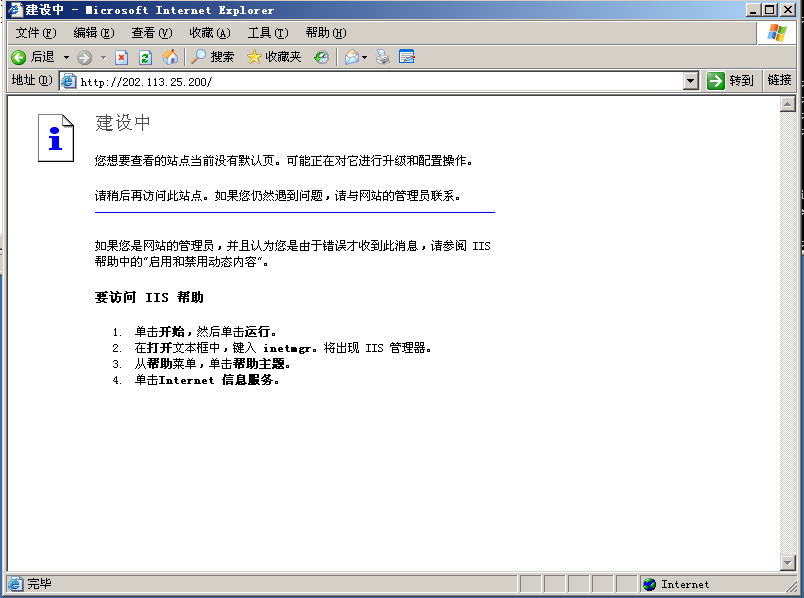 建设中 - Microsoft Internet Explorer
文件(F) 编辑(E) 查看(V) 收藏(A) 工具(T) 帮助(H)
后退 搜索 收藏夹
地址(D) http://202.113.25.200/ 转到 链接
建设中
您想要查看的站点当前没有默认页。可能正在对它进行升级和配置操作。
请稍后再访问此站点。如果您仍然遇到问题，请与网站的管理员联系。
如果您是网站的管理员，并且认为您是由于错误才收到此消息，请参阅 IIS
帮助中的“启用和禁用动态内容”。
要访问 IIS 帮助
1. 单击开始，然后单击运行。
2. 在打开文本框中，键入 inetmgr。将出现 IIS 管理器。
3. 从帮助菜单，单击帮助主题。
4. 单击Internet 信息服务。
完毕 Internet